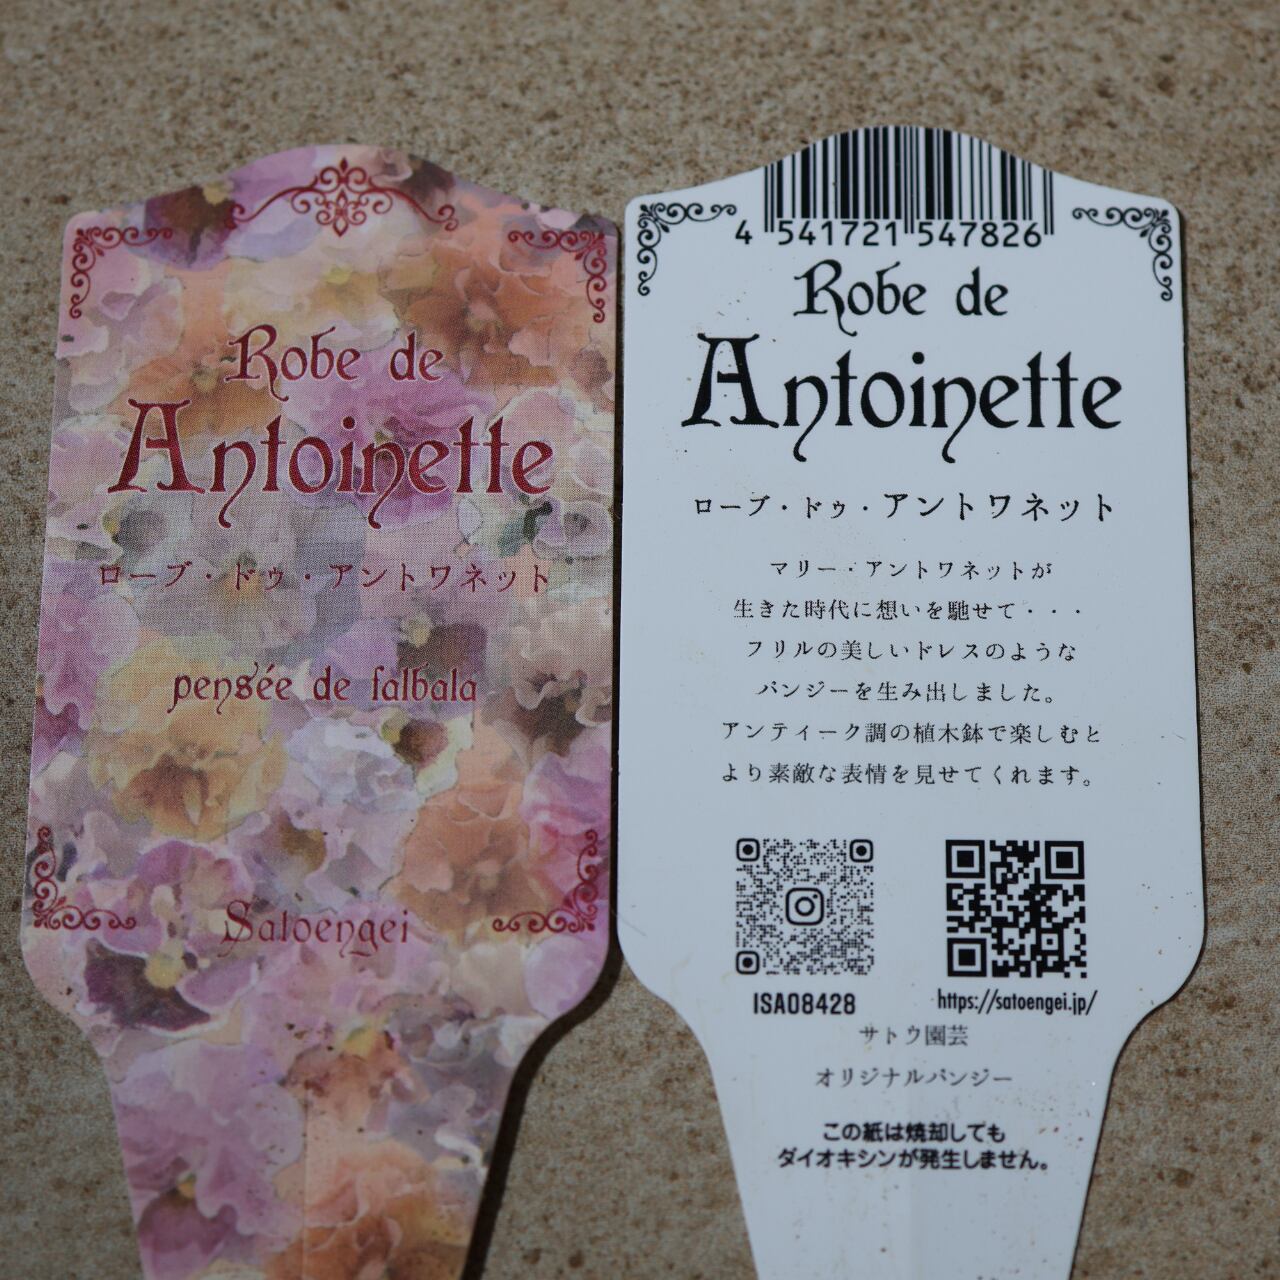 Robe de
Antoinette
ローブ・ドゥ・アントワネット
pensée de falbala
Satoengei
4 541721 547826
Robe de
Antoinette
ローブ・ドゥ・アントワネット
マリー・アントワネットが
生きた時代に想いを馳せて・・・
フリルの美しいドレスのような
パンジーを生み出しました。
アンティーク調の植木鉢で楽しむと
より素敵な表情を見せてくれます。
ISA08428
https://satoengei.jp/
サトウ園芸
オリジナルパンジー
この紙は焼却しても
ダイオキシンが発生しません。